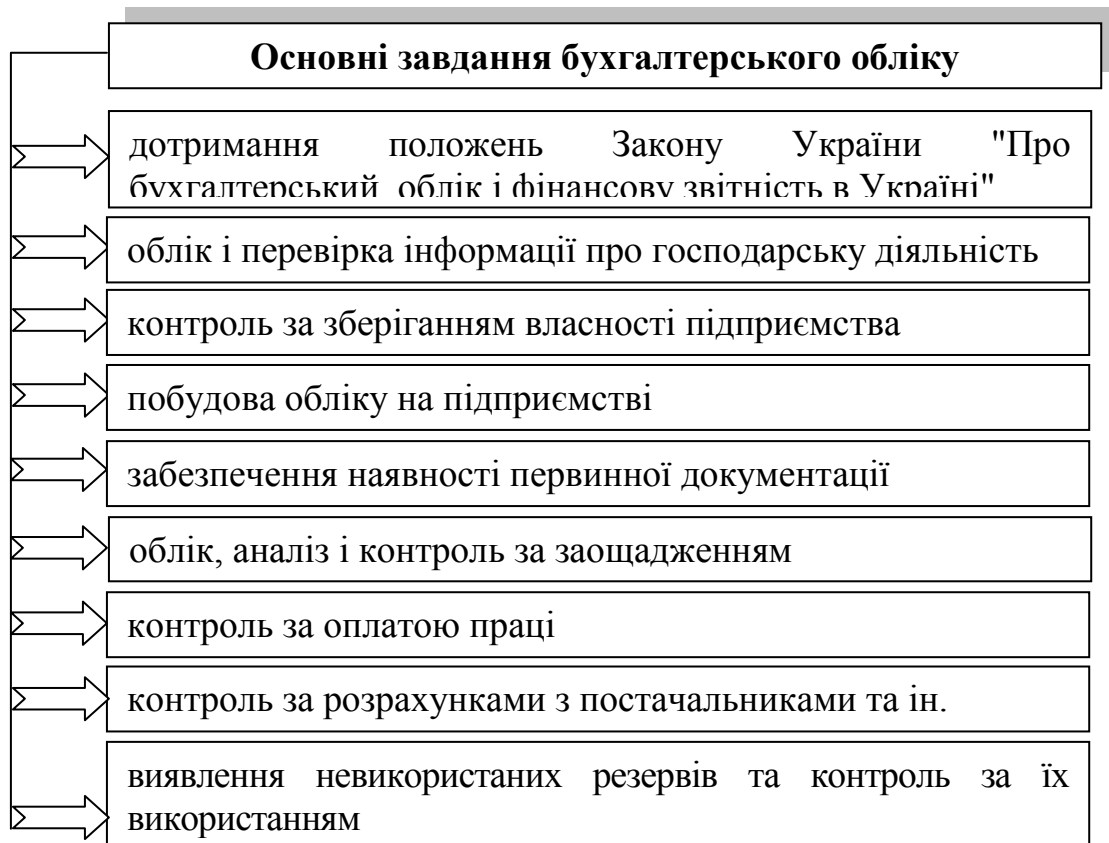 Основні завдання бухгалтерського обліку
дотримання положень Закону України "Про
бухгалтерський облік і фінансову звітність в Україні"
облік і перевірка інформації про господарську діяльність
контроль за зберіганням власності підприємства
побудова обліку на підприємстві
забезпечення наявності первинної документації
облік, аналіз і контроль за заощадженням
контроль за оплатою праці
контроль за розрахунками з постачальниками та ін.
виявлення невикористаних резервів та контроль за їх
використанням